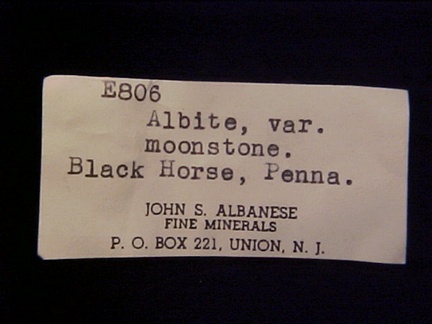 E806
Albite, var.
moonstone.
Black Horse, Penna.
JOHN S. ALBANESE
FINE MINERALS
P. O. BOX 221, UNION, N. J.